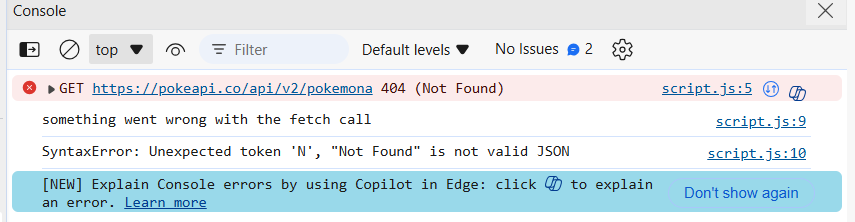 Console
top Filter Default levels No Issues 2
GET https://pokeapi.co/api/v2/pokemona 404 (Not Found) script.js:5
something went wrong with the fetch call script.js:9
SyntaxError: Unexpected token 'N', "Not Found" is not valid JSON script.js:10
[NEW] Explain Console errors by using Copilot in Edge: click to explain
an error. Learn more
Don't show again